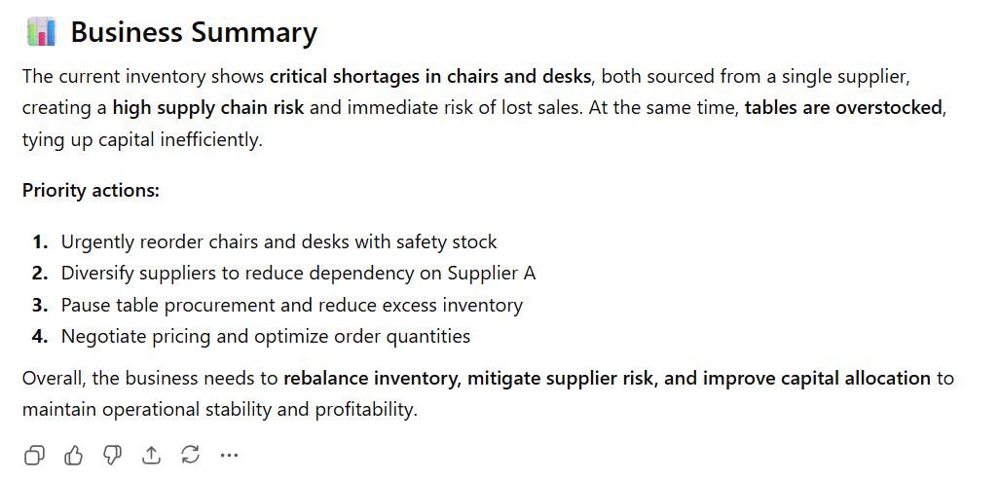 Business Summary
The current inventory shows critical shortages in chairs and desks, both sourced from a single supplier,
creating a high supply chain risk and immediate risk of lost sales. At the same time, tables are overstocked,
tying up capital inefficiently.
Priority actions:
1. Urgently reorder chairs and desks with safety stock
2. Diversify suppliers to reduce dependency on Supplier A
3. Pause table procurement and reduce excess inventory
4. Negotiate pricing and optimize order quantities
Overall, the business needs to rebalance inventory, mitigate supplier risk, and improve capital allocation to
maintain operational stability and profitability.